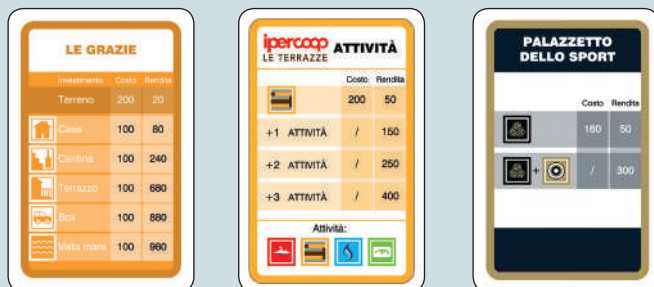 LE GRAZIE
Investimento Costo Rendita
Terreno 200 20
Casa 100 80
Cantina 100 240
Terrazzo 100 680
Box 100 880
Vista mare 100 980
ipercoop ATTIVITÀ
LE TERRAZZE
Costo Rendita
200 50
+1 ATTIVITÀ / 150
+2 ATTIVITÀ / 250
+3 ATTIVITÀ / 400
Attività:
PALAZZETTO
DELLO SPORT
Costo Rendita
160 50
+ / 300